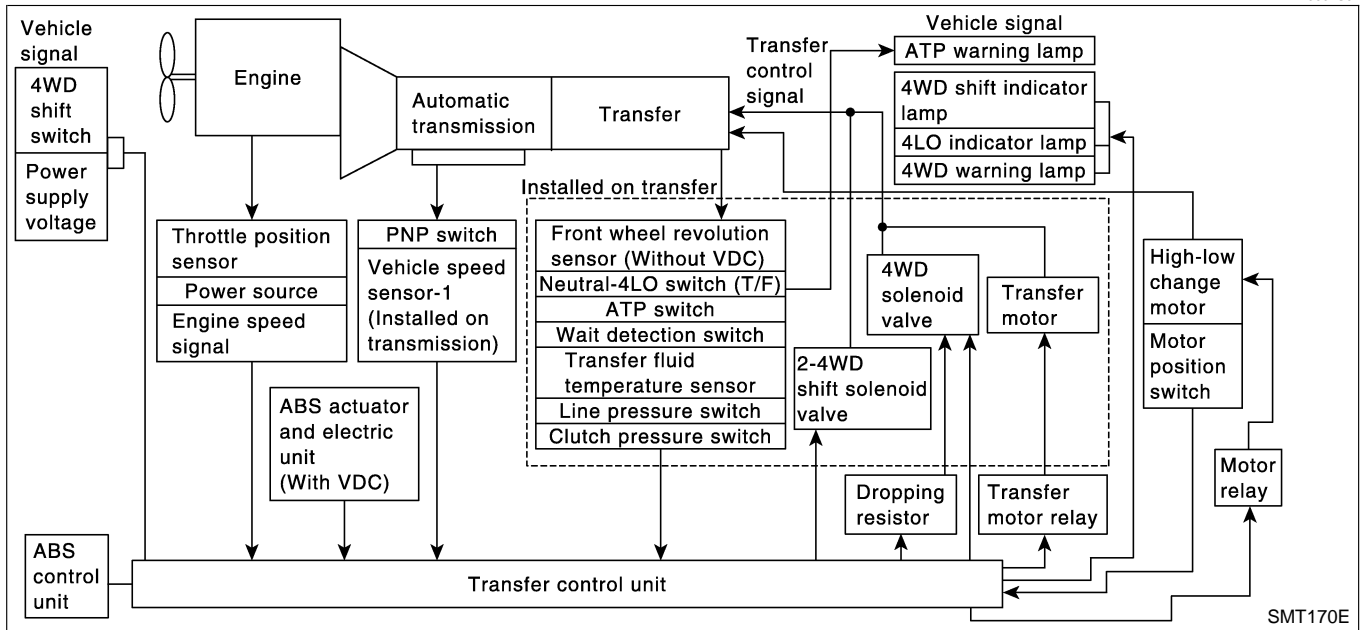 Vehicle
signal
4WD
shift
switch
Power
supply
voltage
Engine
Automatic
transmission
Transfer
Transfer
control
signal
Vehicle signal
ATP warning lamp
4WD shift indicator
lamp
4LO indicator lamp
4WD warning lamp
Installed on transfer
Throttle position
sensor
Power source
Engine speed
signal
PNP switch
Vehicle speed
sensor-1
(Installed on
transmission)
Front wheel revolution
sensor (Without VDC)
Neutral-4LO switch (T/F)
ATP switch
Wait detection switch
Transfer fluid
temperature sensor
Line pressure switch
Clutch pressure switch
2-4WD
shift solenoid
valve
4WD
solenoid
valve
Transfer
motor
High-low
change
motor
Motor
position
switch
ABS actuator
and electric
unit
(With VDC)
Dropping
resistor
Transfer
motor relay
Motor
relay
ABS
control
unit
Transfer control unit
SMT170E